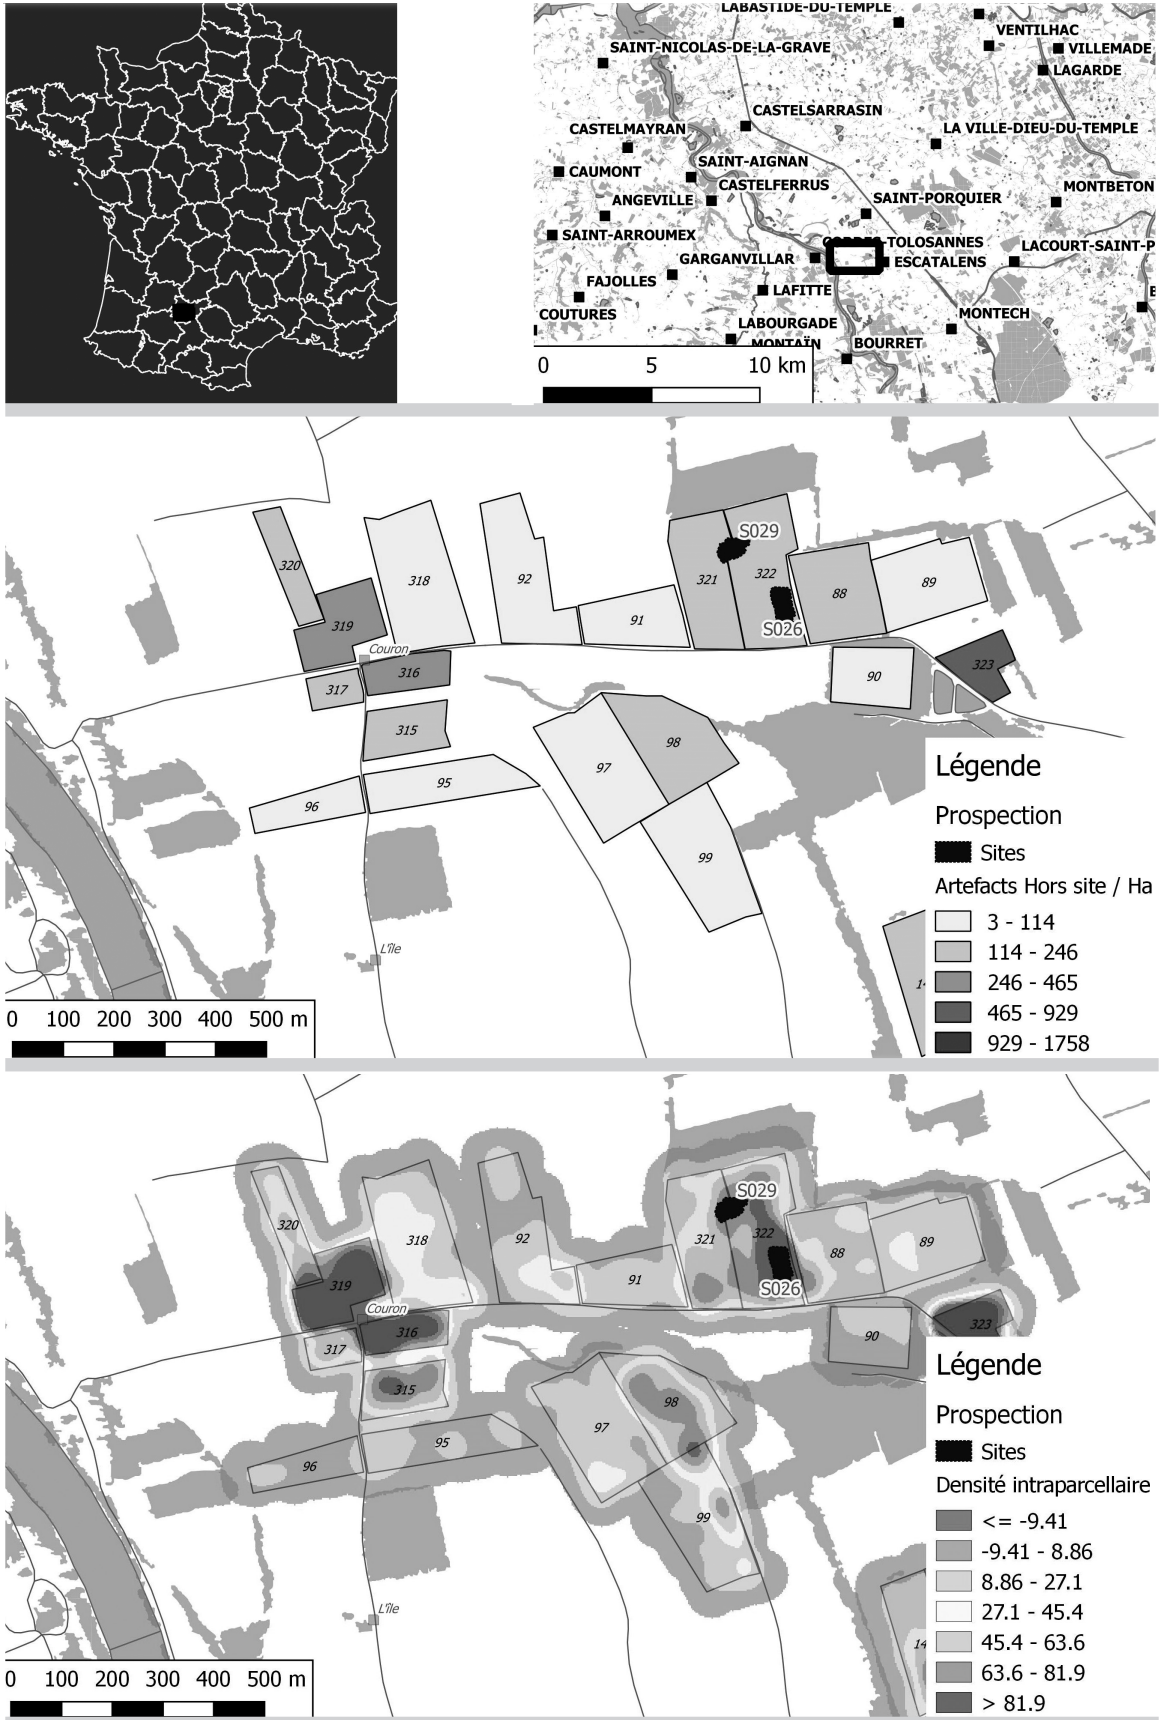 LABASTIDE-DU-TEMPLE
VENTILHAC
SAINT-NICOLAS-DE-LA-GRAVE
VILLEMADE
LAGARDE
CASTELSARRASIN
CASTELMAYRAN
LA VILLE-DIEU-DU-TEMPLE
SAINT-AIGNAN
CAUMONT
CASTELFERRUS
MONTBETON
ANGEVILLE
SAINT-PORQUIER
SAINT-ARROUMEX
-TOLOSANNES
LACOURT-SAINT-P
GARGANVILLAR
ESCATALENS
FAJOLLES
LAFITTE
COUTURES
MONTECH
LABOURGADE
MONTAÏN
BOURRET
0 5 10 km
S029
320
318
92
321
322
88
89
91
319
S026
Couron
316
323
317
90
315
98
97
95
96
99
L'île
14
Légende
Prospection
Sites
Artefacts Hors site / Ha
3 - 114
114 - 246
246 - 465
465 - 929
929 - 1758
0 100 200 300 400 500 m
S029
320
318
92
321
322
88
89
91
319
S026
Couron
316
323
317
90
315
98
97
95
96
99
L'île
14
Légende
Prospection
Sites
Densité intraparcellaire
<= -9.41
-9.41 - 8.86
8.86 - 27.1
27.1 - 45.4
45.4 - 63.6
63.6 - 81.9
> 81.9
0 100 200 300 400 500 m